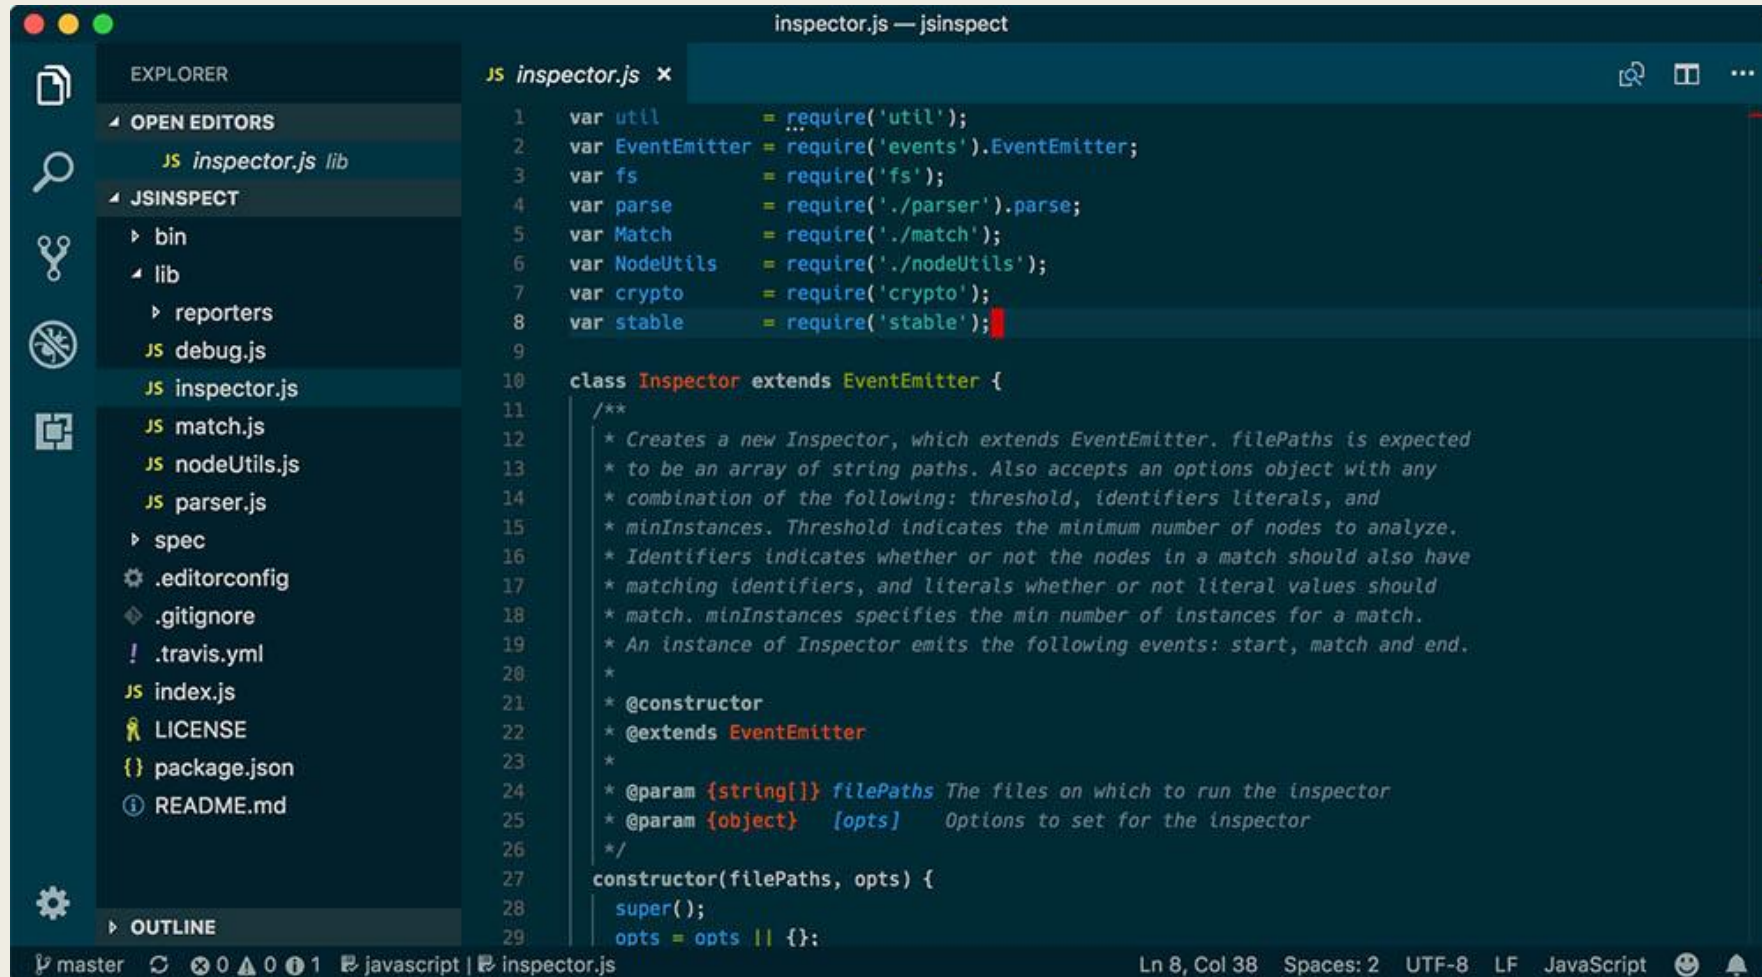 inspector.js — jsinspect
EXPLORER
OPEN EDITORS
JS inspector.js lib
JSINSPECT
bin
lib
reporters
JS debug.js
JS inspector.js
JS match.js
JS nodeUtils.js
JS parser.js
spec
.editorconfig
.gitignore
! .travis.yml
JS index.js
LICENSE
{} package.json
README.md
OUTLINE
JS inspector.js ×
1 var util = require('util');
2 var EventEmitter = require('events').EventEmitter;
3 var fs = require('fs');
4 var parse = require('./parser').parse;
5 var Match = require('./match');
6 var NodeUtils = require('./nodeUtils');
7 var crypto = require('crypto');
8 var stable = require('stable');
9
10 class Inspector extends EventEmitter {
11 /**
12 * Creates a new Inspector, which extends EventEmitter. filePaths is expected
13 * to be an array of string paths. Also accepts an options object with any
14 * combination of the following: threshold, identifiers literals, and
15 * minInstances. Threshold indicates the minimum number of nodes to analyze.
16 * Identifiers indicates whether or not the nodes in a match should also have
17 * matching identifiers, and literals whether or not literal values should
18 * match. minInstances specifies the min number of instances for a match.
19 * An instance of Inspector emits the following events: start, match and end.
20 *
21 * @constructor
22 * @extends EventEmitter
23 *
24 * @param {string[]} filePaths The files on which to run the inspector
25 * @param {object} [opts] Options to set for the inspector
26 */
27 constructor(filePaths, opts) {
28 super();
29 opts = opts || {};
master 0 0 1 javascript | inspector.js Ln 8, Col 38 Spaces: 2 UTF-8 LF JavaScript